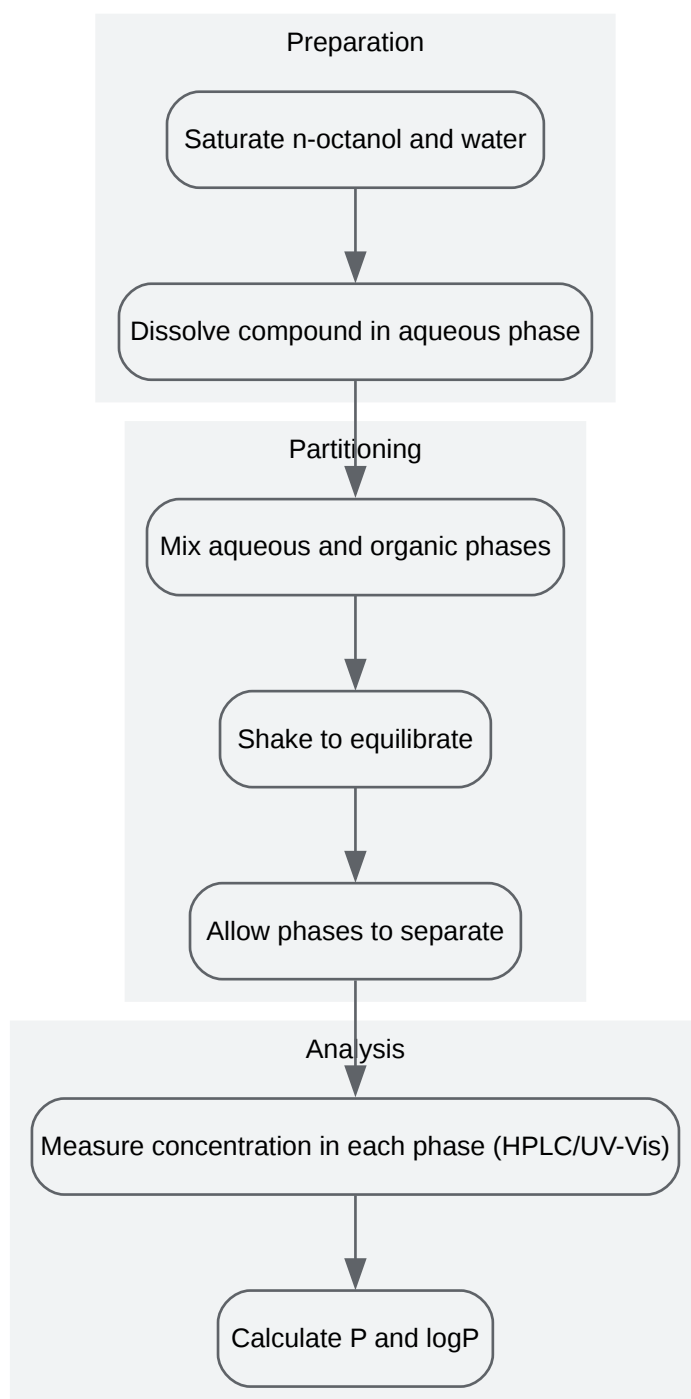 Preparation
Saturate n-octanol and water
Dissolve compound in aqueous phase
Partitioning
Mix aqueous and organic phases
Shake to equilibrate
Allow phases to separate
Analysis
Measure concentration in each phase (HPLC/UV-Vis)
Calculate P and logP